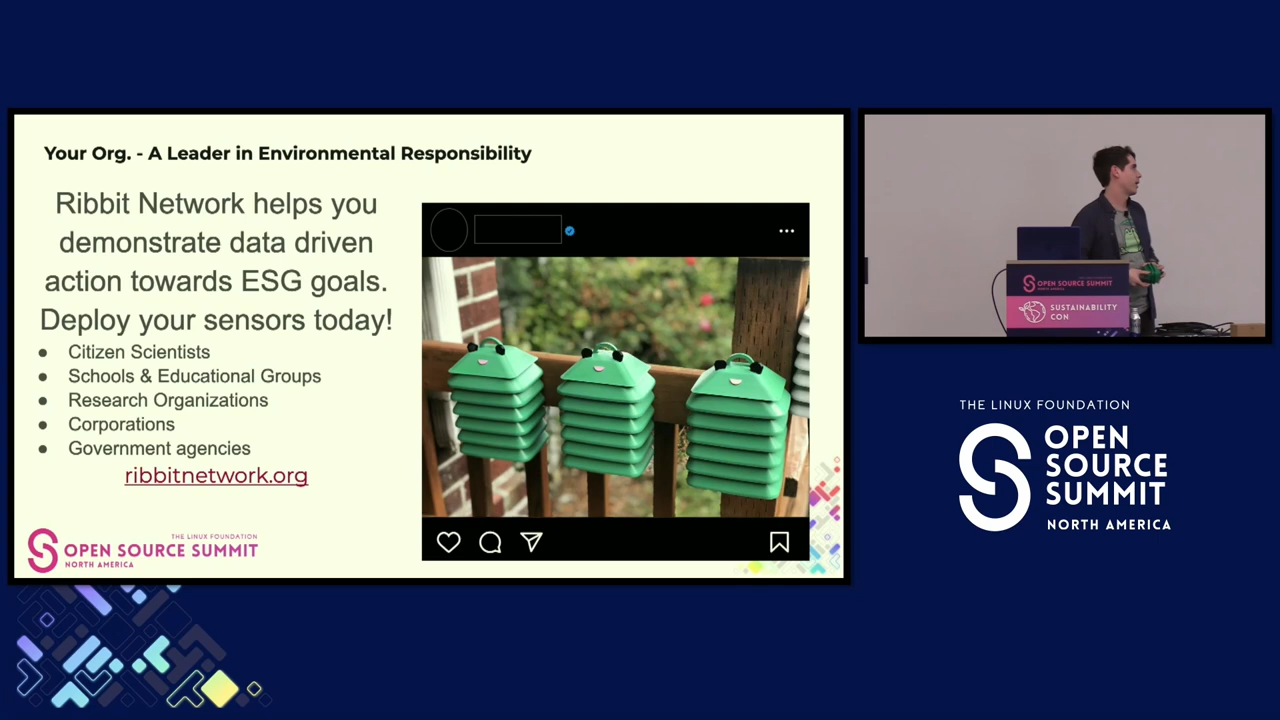 Your Org. - A Leader in Environmental Responsibility
Ribbit Network helps you
demonstrate data driven
action towards ESG goals.
Deploy your sensors today!
● Citizen Scientists
● Schools & Educational Groups
● Research Organizations
● Corporations
● Government agencies
ribbitnetwork.org
THE LINUX FOUNDATION
OPEN SOURCE SUMMIT
NORTH AMERICA
OPEN SOURCE SUMMIT
NORTH AMERICA
SUSTAINABILITY
CON
THE LINUX FOUNDATION
OPEN
SOURCE
SUMMIT
NORTH AMERICA